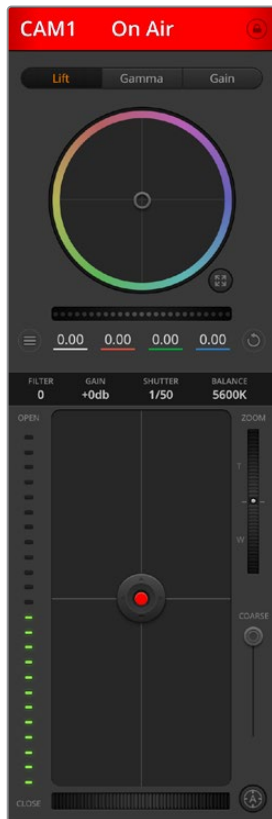 CAM1 On Air
Lift Gamma Gain
0.00 0.00 0.00 0.00
FILTER GAIN SHUTTER BALANCE
0 +0db 1/50 5600K
OPEN ZOOM
T
W
COARSE
CLOSE A